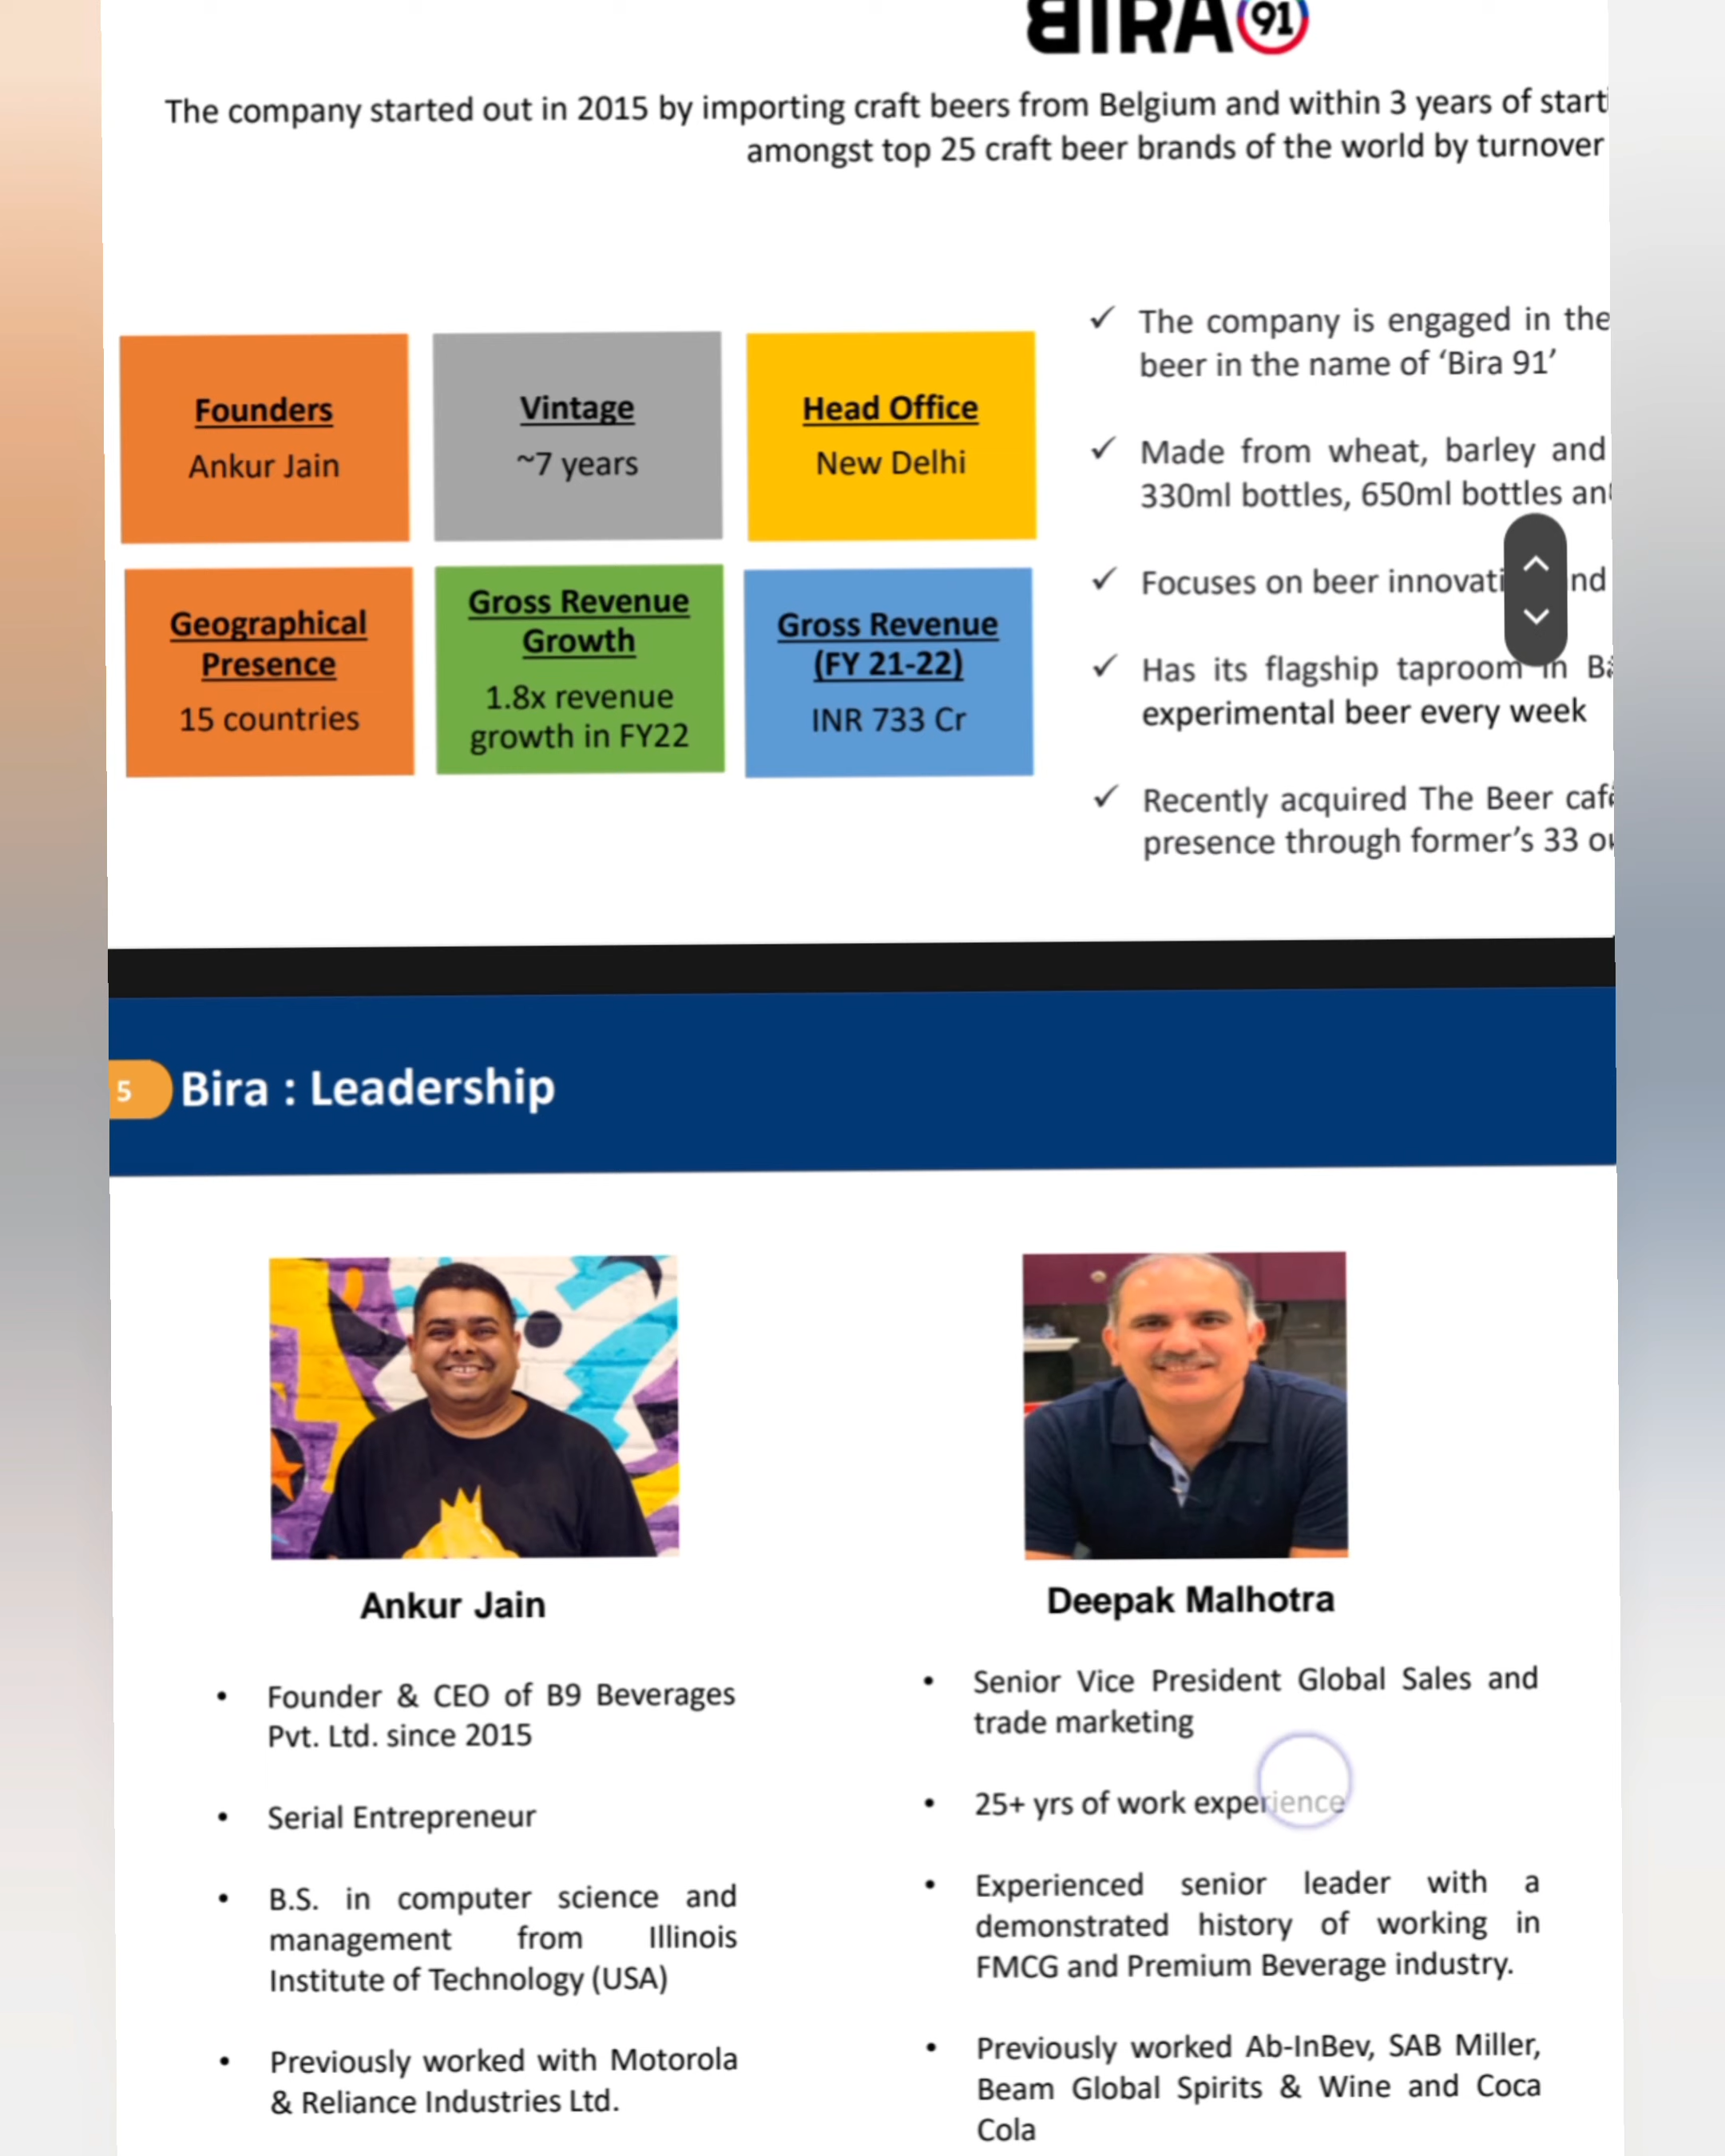 BIRA 91
The company started out in 2015 by importing craft beers from Belgium and within 3 years of
amongst top 25 craft beer brands of the world by turnover
Founders
Ankur Jain
Vintage
~7 years
Head Office
New Delhi
Geographical
Presence
15 countries
Gross Revenue
Growth
1.8x revenue
growth in FY22
Gross Revenue
(FY 21-22)
INR 733 Cr
✓ The company is engaged in the
beer in the name of ‘Bira 91’
✓ Made from wheat, barley and
330ml bottles, 650ml bottles
✓ Focuses on beer
✓ Has its flagship taproom in
experimental beer every week
✓ Recently acquired The Beer
presence through former’s 33
5
Bira : Leadership
Ankur Jain
• Founder & CEO of B9 Beverages
Pvt. Ltd. since 2015
• Serial Entrepreneur
• B.S. in computer science and
management from Illinois
Institute of Technology (USA)
• Previously worked with Motorola
& Reliance Industries Ltd.
Deepak Malhotra
• Senior Vice President Global Sales and
trade marketing
• 25+ yrs of work experience
• Experienced senior leader with a
demonstrated history of working in
FMCG and Premium Beverage industry.
• Previously worked Ab-InBev, SAB Miller,
Beam Global Spirits & Wine and Coca
Cola